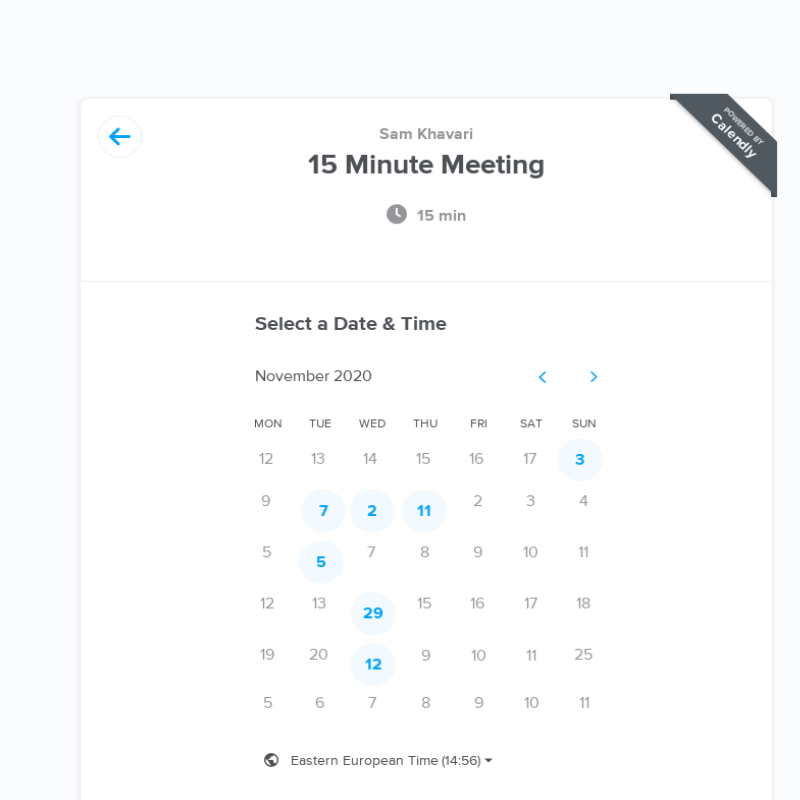 POWERED BY
Calendly
Sam Khavari
15 Minute Meeting
15 min
Select a Date & Time
November 2020
MON TUE WED THU FRI SAT SUN
12 13 14 15 16 17 3
9 7 2 11 2 3 4
5 5 7 8 9 10 11
12 13 29 15 16 17 18
19 20 12 9 10 11 25
5 6 7 8 9 10 11
Eastern European Time (14:56)